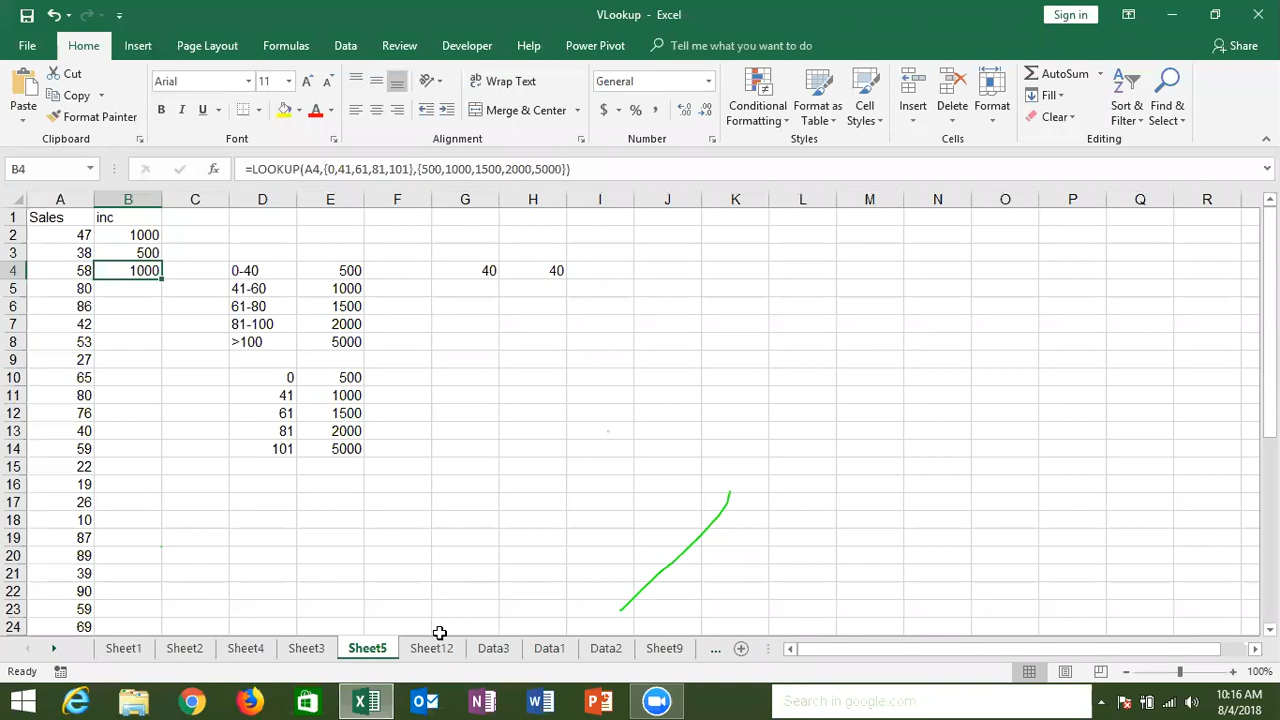 VLookup - Excel
Sign in
File Home Insert Page Layout Formulas Data Review View Developer Help Power Pivot Tell me what you want to do Share
Cut
Copy
Format Painter
Paste
Clipboard
Arial 11
B I U
Font
Wrap Text
Merge & Center
Alignment
General
$ % ,
Number
Conditional Formatting
Format as Table
Cell Styles
Styles
Insert Delete Format
Cells
AutoSum
Fill
Clear
Sort & Filter
Find & Select
Editing
B4 fx =LOOKUP(A4,{0,41,61,81,101},{500,1000,1500,2000,5000})
A B C D E F G H I J K L M N O P Q R
1 Sales inc
2 47 1000
3 38 500
4 58 1000 0-40 500 40 40
5 80 41-60 1000
6 86 61-80 1500
7 42 81-100 2000
8 53 >100 5000
9 27
10 65 0 500
11 80 41 1000
12 76 61 1500
13 40 81 2000
14 59 101 5000
15 22
16 19
17 26
18 10
19 87
20 89
21 39
22 90
23 59
24 69
Sheet1 Sheet2 Sheet4 Sheet3 Sheet5 Sheet12 Data3 Data1 Data2 Sheet9 ...
Ready 100%
Search in google.com
10:16 AM
8/4/2018